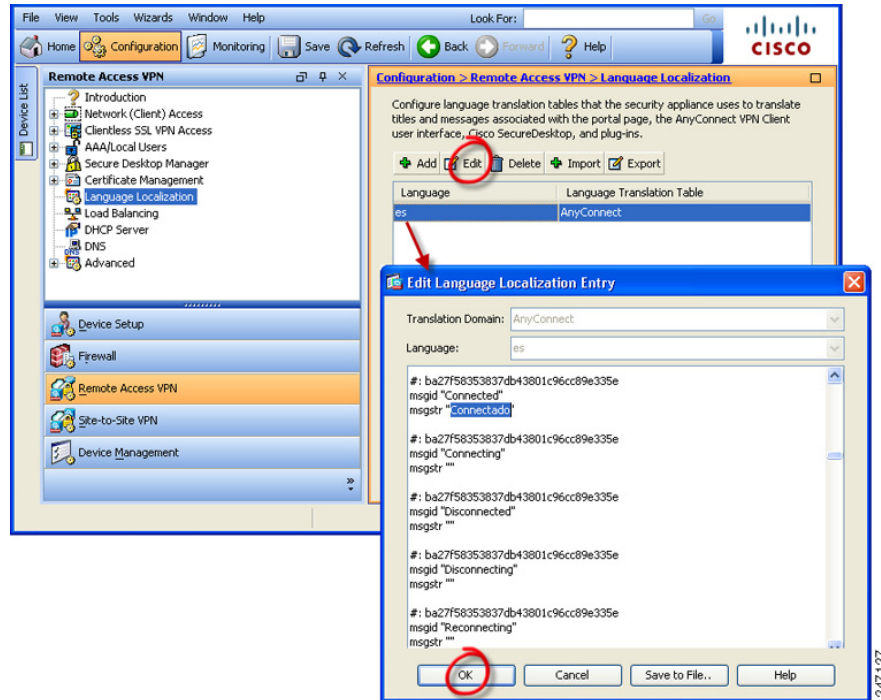 File View Tools Wizards Window Help Look For: Go
Home Configuration Monitoring Save Refresh Back Forward Help
CISCO
Device List
Remote Access VPN
Introduction
Network (Client) Access
Clientless SSL VPN Access
AAA/Local Users
Secure Desktop Manager
Certificate Management
Language Localization
Load Balancing
DHCP Server
DNS
DNS
Advanced
Device Setup
Firewall
Remote Access VPN
Site-to-Site VPN
Device Management
»
Configuration > Remote Access VPN > Language Localization
Configure language translation tables that the security appliance uses to translate
titles and messages associated with the portal page, the AnyConnect VPN Client
user interface, Cisco SecureDesktop, and plug-ins.
Add Edit Delete Import Export
Language Language Translation Table
es AnyConnect
Edit Language Localization Entry
Translation Domain: AnyConnect
Language: es
#: ba27f58353837db43801c96cc89e335e
msgid "Connected"
msgstr "Connectado"
#: ba27f58353837db43801c96cc89e335e
msgid "Connecting"
msgstr ""
#: ba27f58353837db43801c96cc89e335e
msgid "Disconnected"
msgstr ""
#: ba27f58353837db43801c96cc89e335e
msgid "Disconnecting"
msgstr ""
#: ba27f58353837db43801c96cc89e335e
msgid "Reconnecting"
msgstr ""
OK Cancel Save to File.. Help